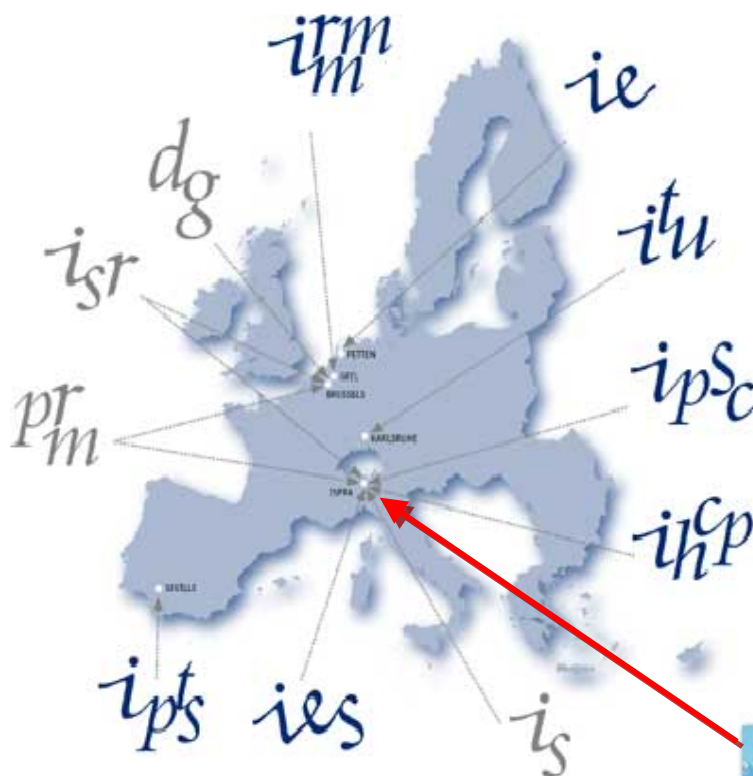 irmm
ie
dg
itu
isr
PETTEN
GEEL
BRUSSELS
ipsc
prm
KARLSRUHE
ISPRA
ihcp
SEVILLE
ipts
ies
is